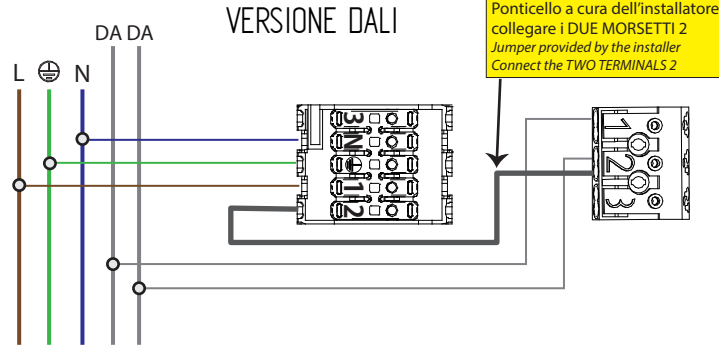 VERSIONE DALI
Ponticello a cura dell'installatore
collegare i DUE MORSETTI 2
Jumper provided by the installer
Connect the TWO TERMINALS 2
DA DA
L N
3
N
1
2
1
2
3